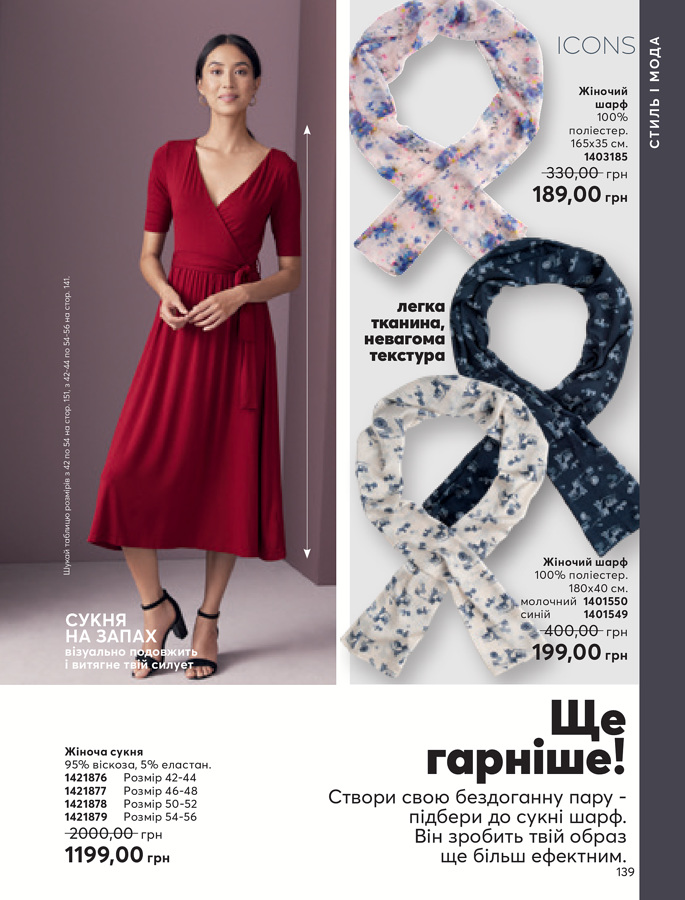 ICONS
СТИЛЬ І МОДА
Жіночий
шарф
100%
поліестер.
165х35 см.
1403185
330,00 грн
189,00 грн
легка
тканина,
невагома
текстура
Шукай таблицю розмірів з 42 по 54 на стор. 151, з 42-44 по 54-56 на стор. 141.
СУКНЯ
НА ЗАПАХ
візуально подовжить
і витягне твій силует
Жіночий шарф
100% поліестер.
180х40 см.
молочний 1401550
синій 1401549
400,00 грн
199,00 грн
Жіноча сукня
95% віскоза, 5% еластан.
1421876 Розмір 42-44
1421877 Розмір 46-48
1421878 Розмір 50-52
1421879 Розмір 54-56
2000,00 грн
1199,00 грн
Ще
гарніше!
Створи свою бездоганну пару -
підбери до сукні шарф.
Він зробить твій образ
ще більш ефектним.
139